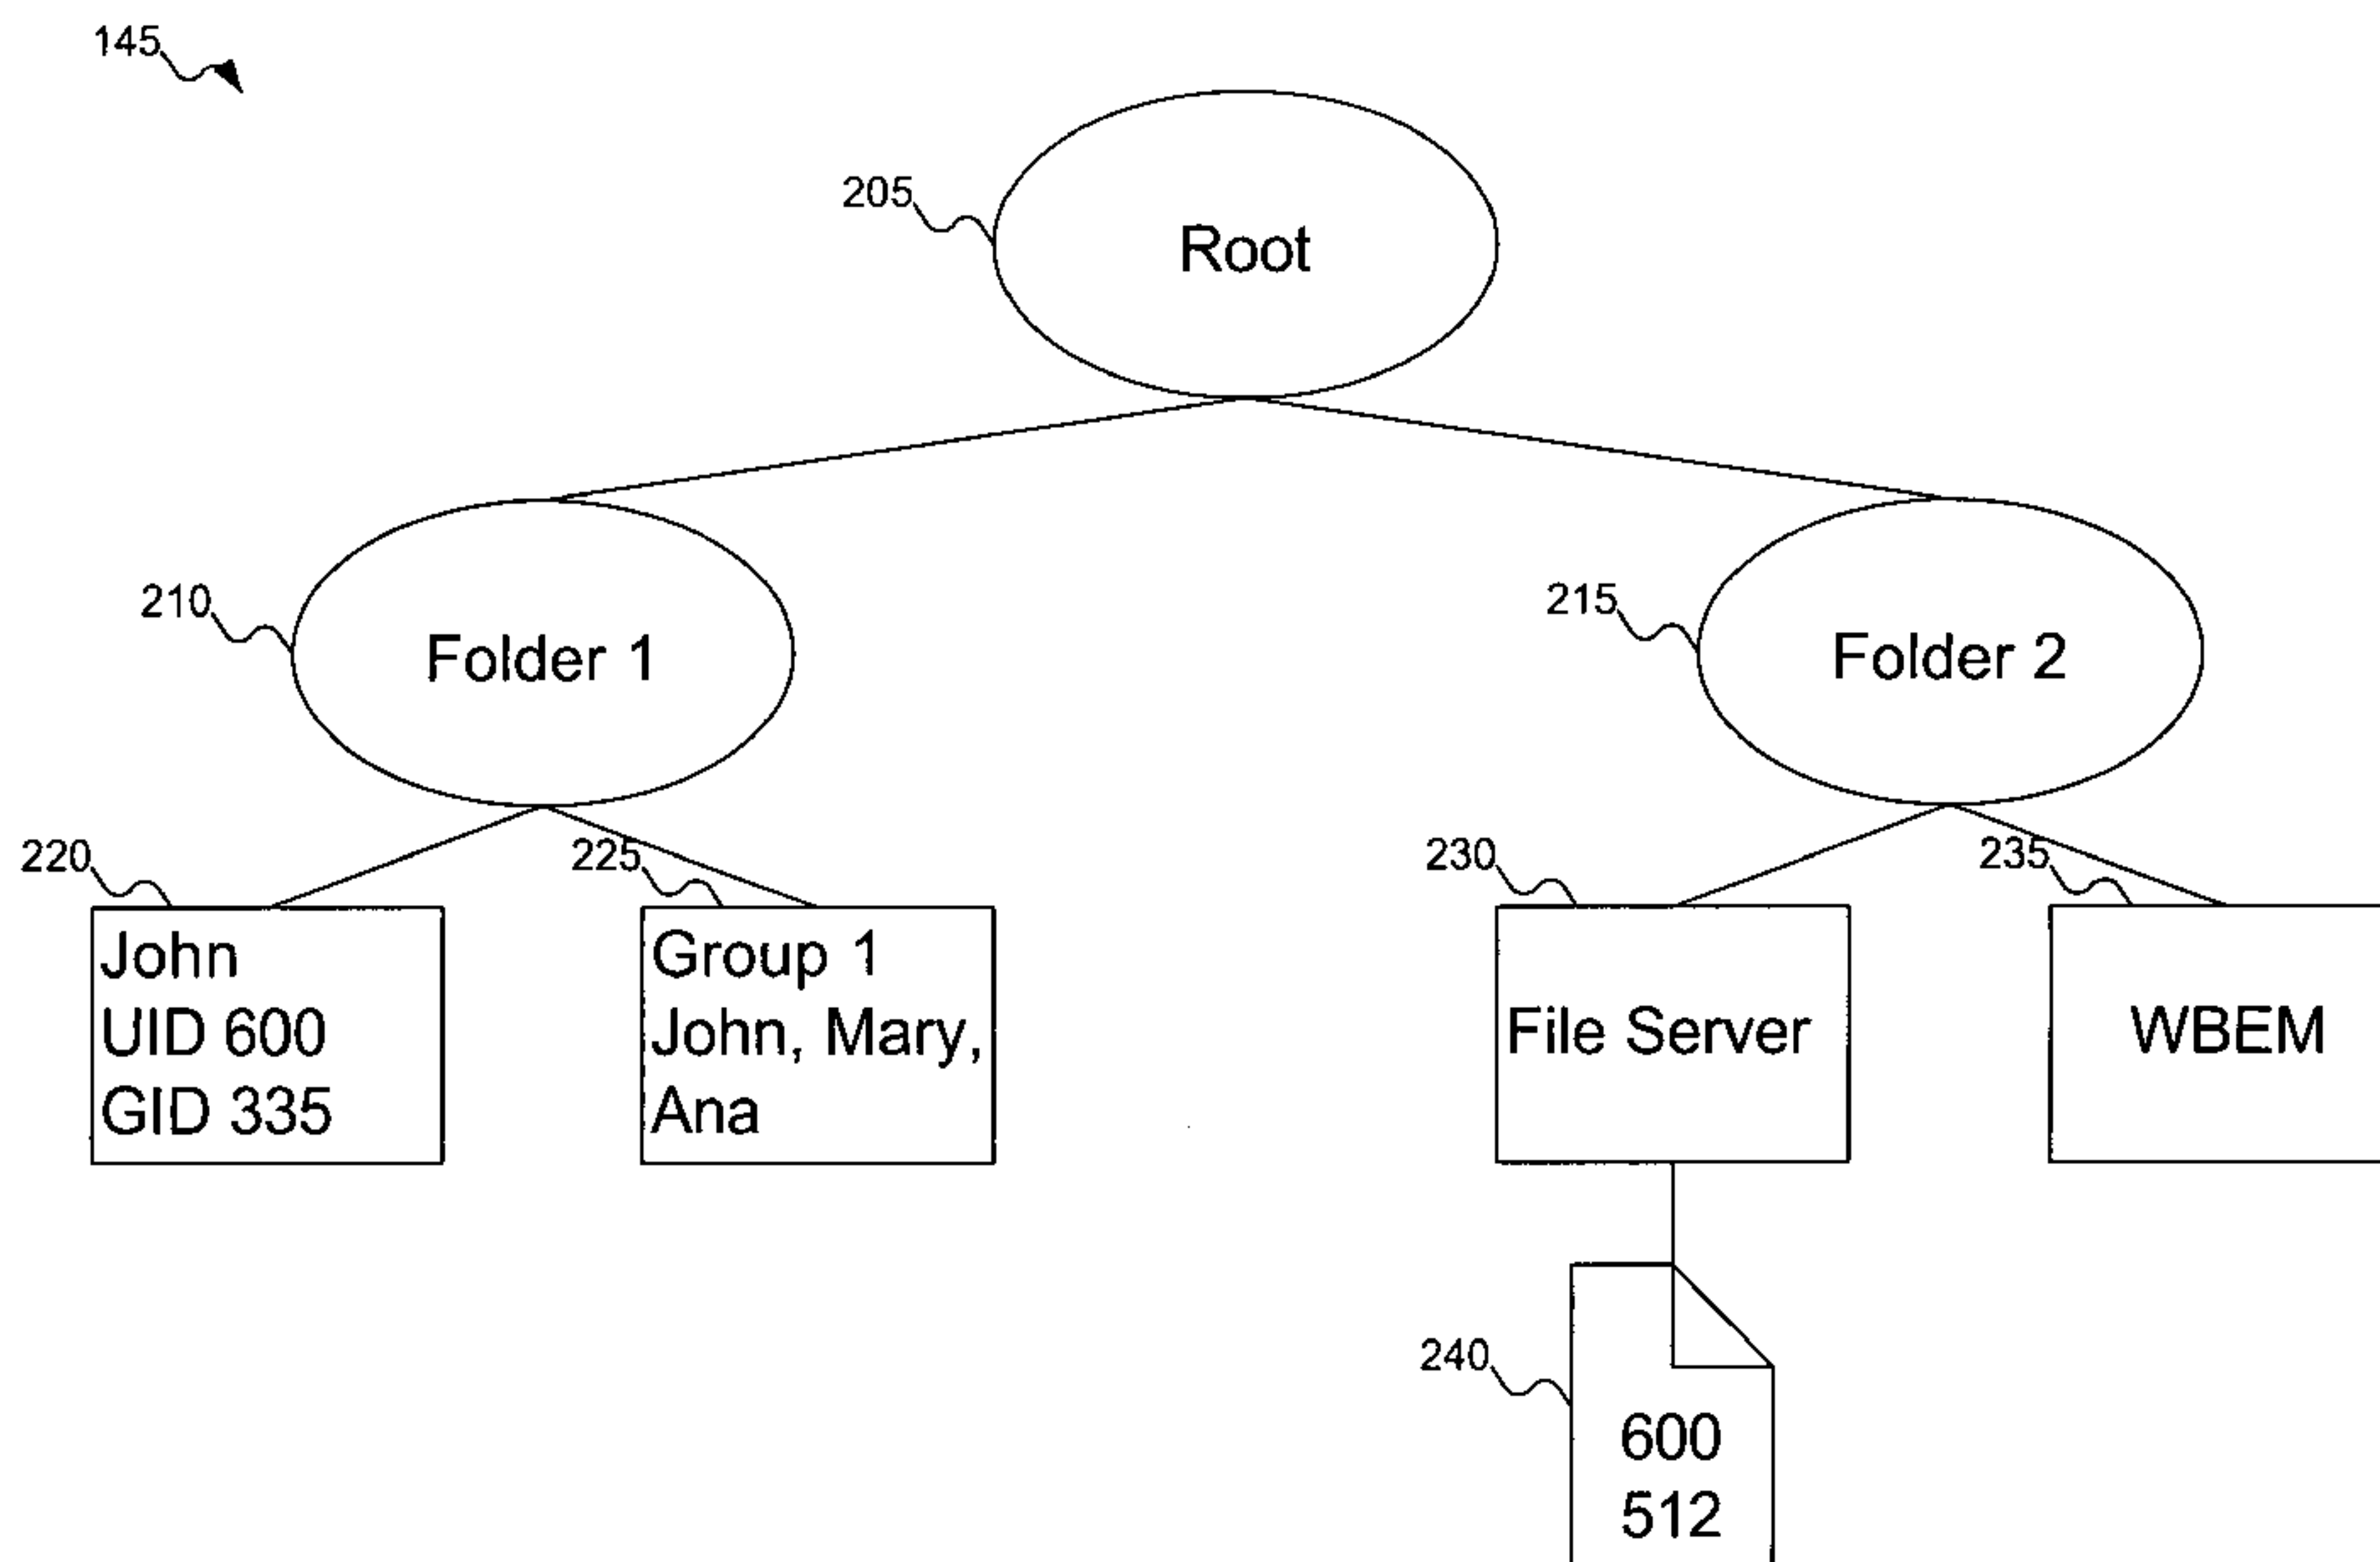 145
205
Root
210
Folder 1
215
Folder 2
220
225
230
235
John
UID 600
GID 335
Group 1
John, Mary,
Ana
File Server
WBEM
240
600
512